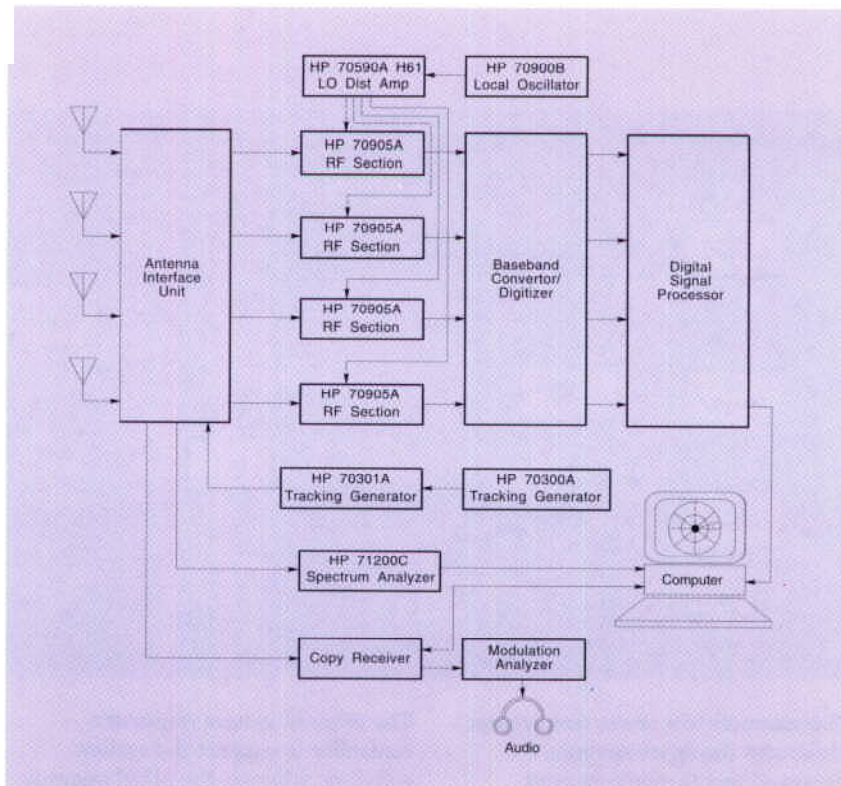 HP 70590A H61
LO Dist Amp
HP 70900B
Local Oscillator
HP 70905A
RF Section
HP 70905A
RF Section
Antenna
Interface
Unit
Baseband
Convertor/
Digitizer
Digital
Signal
Processor
HP 70905A
RF Section
HP 70905A
RF Section
HP 70301A
Tracking Generator
HP 70300A
Tracking Generator
HP 71200C
Spectrum Analyzer
Computer
Copy Receiver
Modulation
Analyzer
Audio